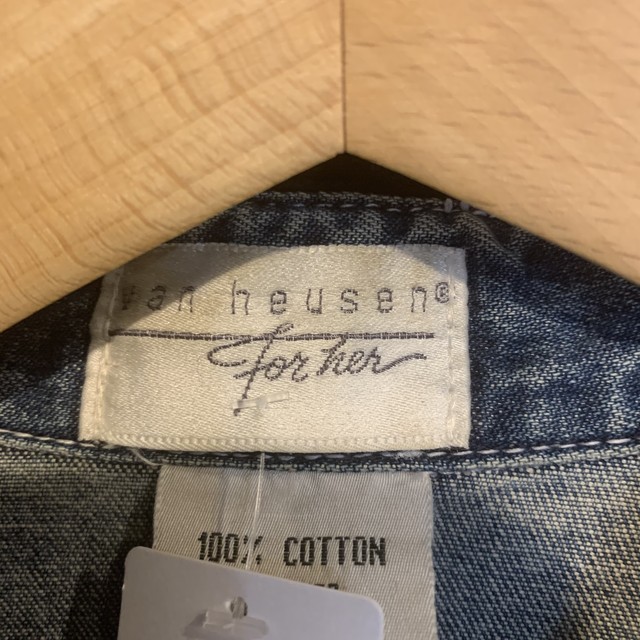 van heusen®
for her
100% COTTON